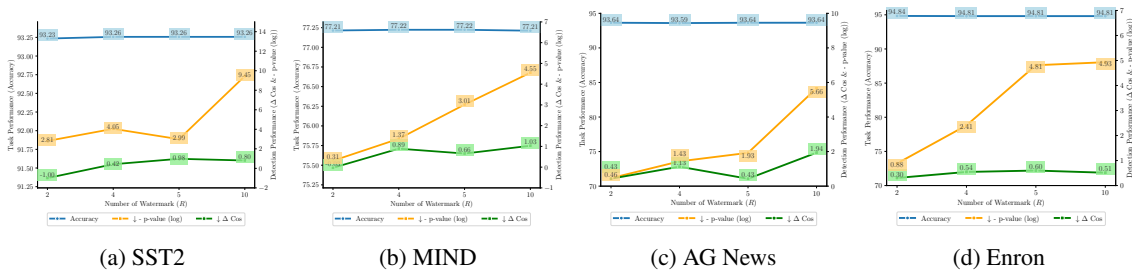 93.23 93.26 93.26 93.26
93.25
93.00
92.75
92.50
92.25
92.00
91.75
91.50
91.25
Task Performance (Accuracy)
2.84 4.05 2.99 9.45
-1.00 0.42 0.88 0.80
14
12
10
8
6
4
2
0
−2
Detection Performance (Δ Cos & - p-value (log))
2 4 5 10
Number of Watermark (R)
Accuracy ↓ - p-value (log) ↓ Δ Cos
(a) SST2
77.21 77.22 77.22 77.21
77.25
77.00
76.75
76.50
76.25
76.00
75.75
75.50
75.25
Task Performance (Accuracy)
0.31 1.37 3.01 4.55
0.89 0.66 1.03
7
6
5
4
3
2
1
0
−1
Detection Performance (Δ Cos & - p-value (log))
2 4 5 10
Number of Watermark (R)
Accuracy ↓ - p-value (log) ↓ Δ Cos
(b) MIND
93.64 93.59 93.64 93.64
95
90
85
80
75
70
Task Performance (Accuracy)
0.46 1.43 1.93 5.66
0.43 1.13 0.43 1.94
10
9
8
7
6
5
4
3
2
1
0
Detection Performance (Δ Cos & - p-value (log))
2 4 5 10
Number of Watermark (R)
Accuracy ↓ - p-value (log) ↓ Δ Cos
(c) AG News
94.84 94.81 94.81 94.81
95
90
85
80
75
70
Task Performance (Accuracy)
0.88 2.41 4.81 4.93
0.30 0.54 0.60 0.51
7
6
5
4
3
2
1
0
Detection Performance (Δ Cos & - p-value (log))
2 4 5 10
Number of Watermark (R)
Accuracy ↓ - p-value (log) ↓ Δ Cos
(d) Enron